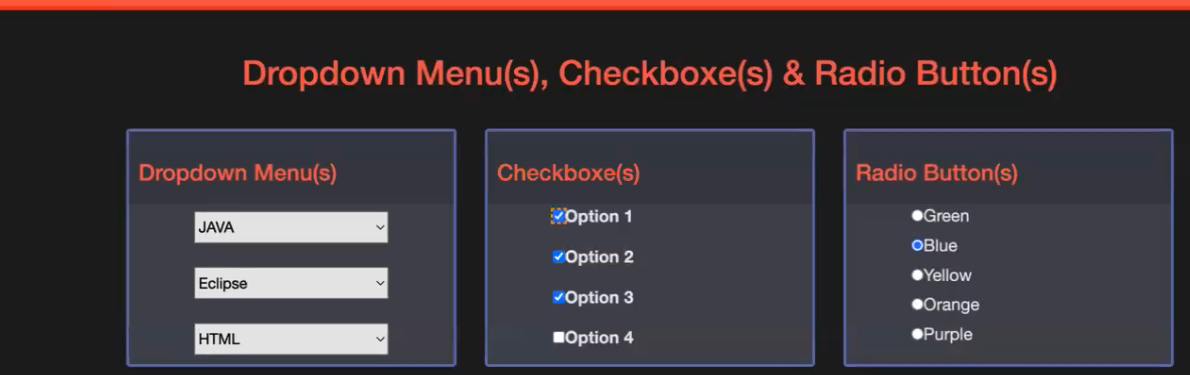 Dropdown Menu(s), Checkboxe(s) & Radio Button(s)
Dropdown Menu(s)
JAVA
Eclipse
HTML
Checkboxe(s)
Option 1
Option 2
Option 3
Option 4
Radio Button(s)
Green
Blue
Yellow
Orange
Purple